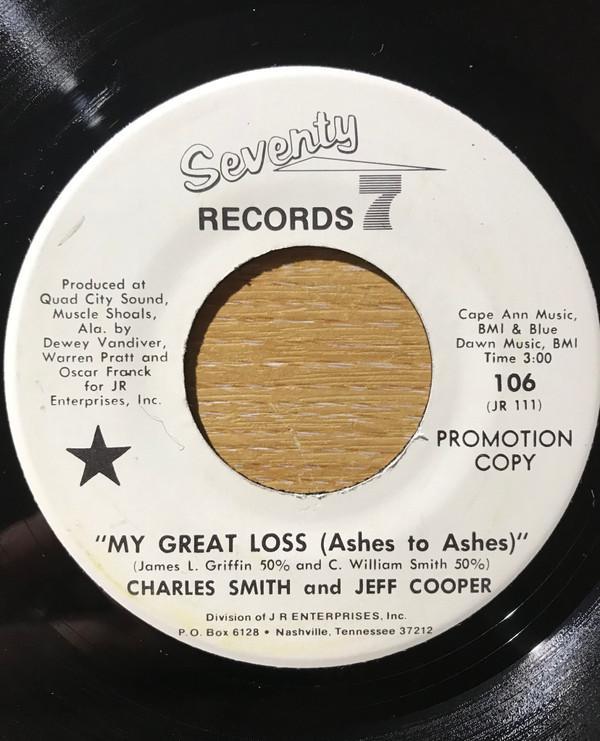 Seventy
RECORDS 7
Produced at
Quad City Sound,
Muscle Shoals,
Ala. by
Dewey Vandiver,
Warren Pratt and
Oscar Franck
for JR
Enterprises, Inc.
Cape Ann Music,
BMI & Blue
Dawn Music, BMI
Time 3:00
106
(JR 111)
PROMOTION
COPY
"MY GREAT LOSS (Ashes to Ashes)"
(James L. Griffin 50% and C. William Smith 50%)
CHARLES SMITH and JEFF COOPER
Division of J R ENTERPRISES, Inc.
P.O. Box 6128 • Nashville, Tennessee 37212